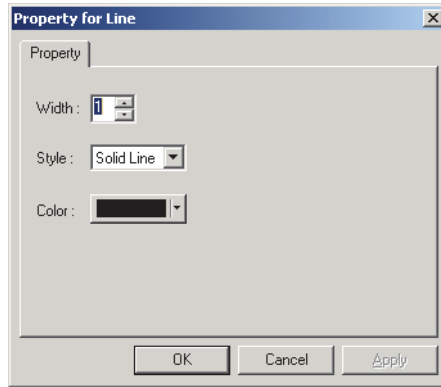 Property for Line
Property
Width : 1
Style : Solid Line
Color :
OK Cancel Apply